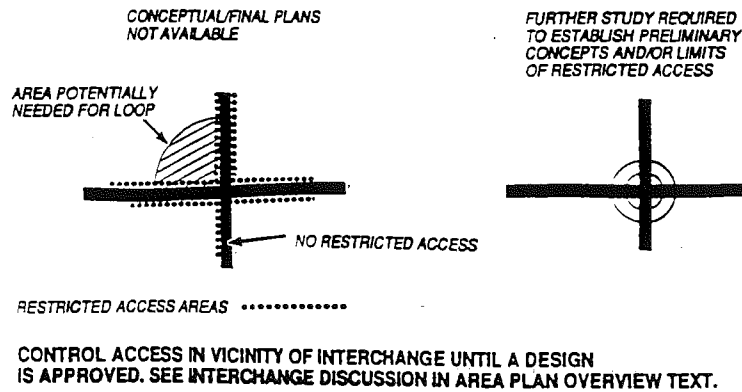 CONCEPTUAL/FINAL PLANS
NOT AVAILABLE
FURTHER STUDY REQUIRED
TO ESTABLISH PRELIMINARY
CONCEPTS AND/OR LIMITS
OF RESTRICTED ACCESS
AREA POTENTIALLY
NEEDED FOR LOOP
NO RESTRICTED ACCESS
RESTRICTED ACCESS AREAS
CONTROL ACCESS IN VICINITY OF INTERCHANGE UNTIL A DESIGN
IS APPROVED. SEE INTERCHANGE DISCUSSION IN AREA PLAN OVERVIEW TEXT.